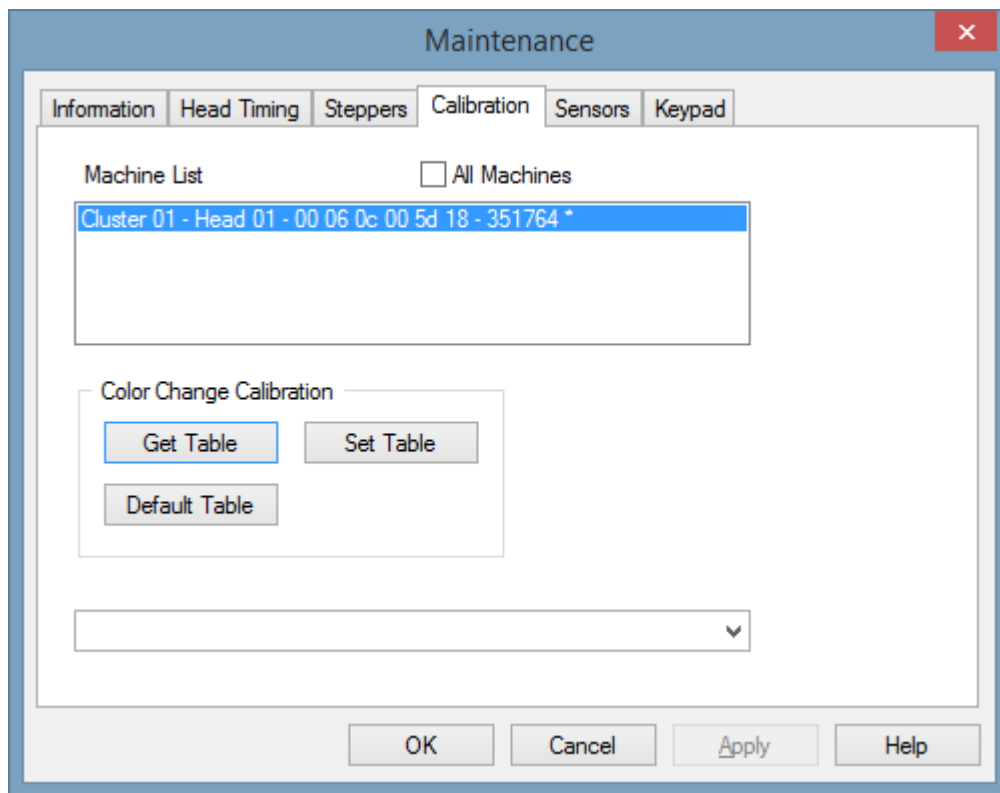 Maintenance
Information Head Timing Steppers Calibration Sensors Keypad
Machine List All Machines
Cluster 01 - Head 01 - 00 06 0c 00 5d 18 - 351764 *
Color Change Calibration
Get Table Set Table
Default Table
OK Cancel Apply Help